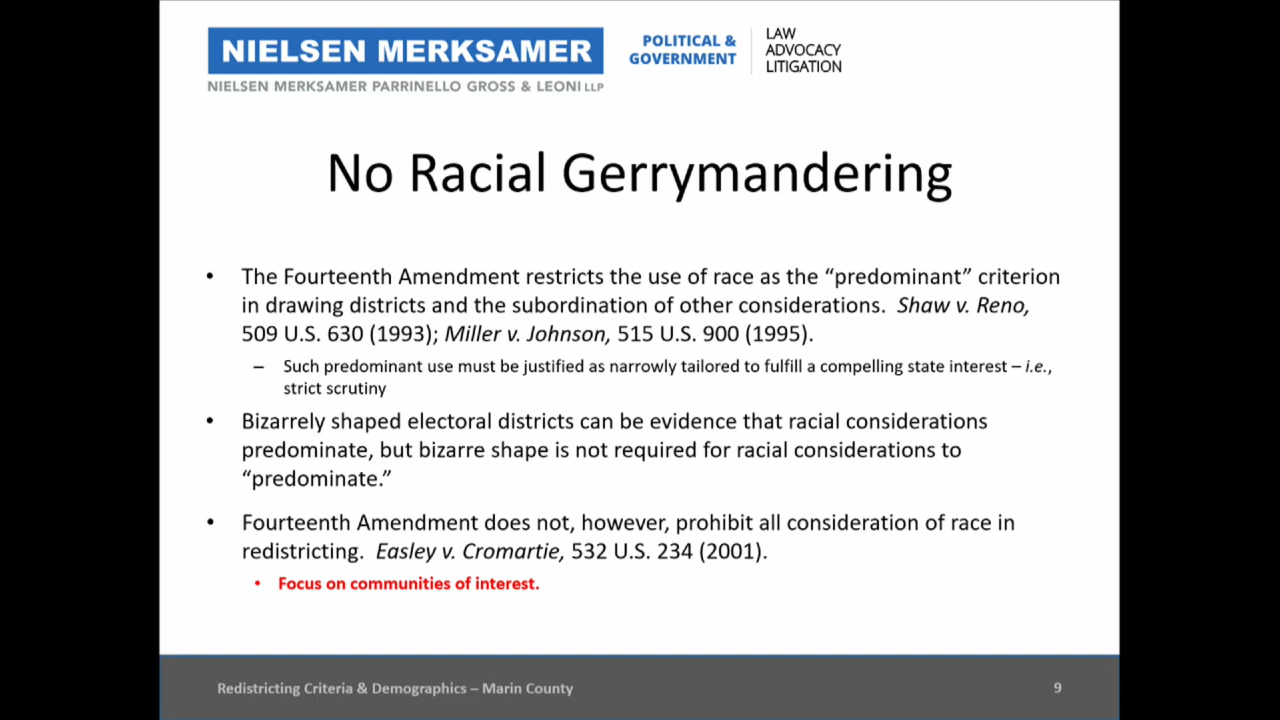 NIELSEN MERKSAMER
NIELSEN MERKSAMER PARRINELLO GROSS & LEONI LLP
POLITICAL &
GOVERNMENT
LAW
ADVOCACY
LITIGATION
No Racial Gerrymandering
• The Fourteenth Amendment restricts the use of race as the “predominant” criterion
in drawing districts and the subordination of other considerations. Shaw v. Reno,
509 U.S. 630 (1993); Miller v. Johnson, 515 U.S. 900 (1995).
– Such predominant use must be justified as narrowly tailored to fulfill a compelling state interest – i.e.,
strict scrutiny
• Bizarrely shaped electoral districts can be evidence that racial considerations
predominate, but bizarre shape is not required for racial considerations to
“predominate.”
• Fourteenth Amendment does not, however, prohibit all consideration of race in
redistricting. Easley v. Cromartie, 532 U.S. 234 (2001).
• Focus on communities of interest.
Redistricting Criteria & Demographics – Marin County
9